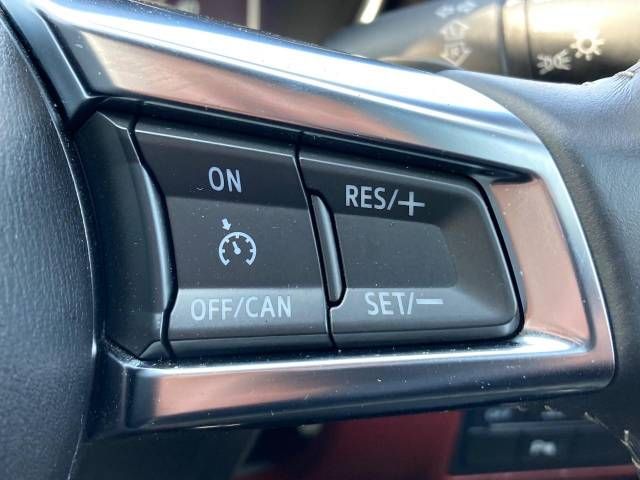 ON
OFF/CAN
RES/+
SET/−